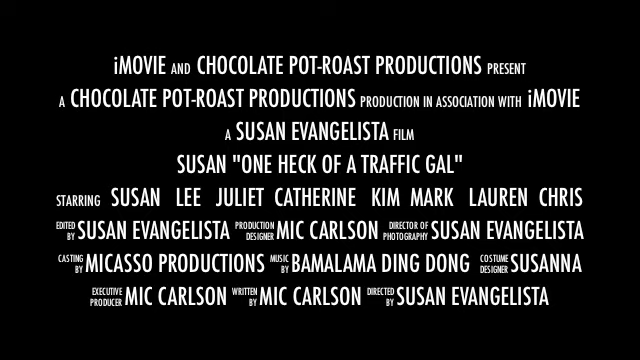 iMOVIE AND CHOCOLATE POT-ROAST PRODUCTIONS PRESENT
A CHOCOLATE POT-ROAST PRODUCTIONS PRODUCTION IN ASSOCIATION WITH iMOVIE
A SUSAN EVANGELISTA FILM
SUSAN "ONE HECK OF A TRAFFIC GAL"
STARRING SUSAN LEE JULIET CATHERINE KIM MARK LAUREN CHRIS
EDITED BY SUSAN EVANGELISTA PRODUCTION DESIGNER MIC CARLSON DIRECTOR OF PHOTOGRAPHY SUSAN EVANGELISTA
CASTING BY MICASSO PRODUCTIONS MUSIC BY BAMALAMA DING DONG COSTUME DESIGNER SUSANNA
EXECUTIVE PRODUCER MIC CARLSON WRITTEN BY MIC CARLSON DIRECTED BY SUSAN EVANGELISTA